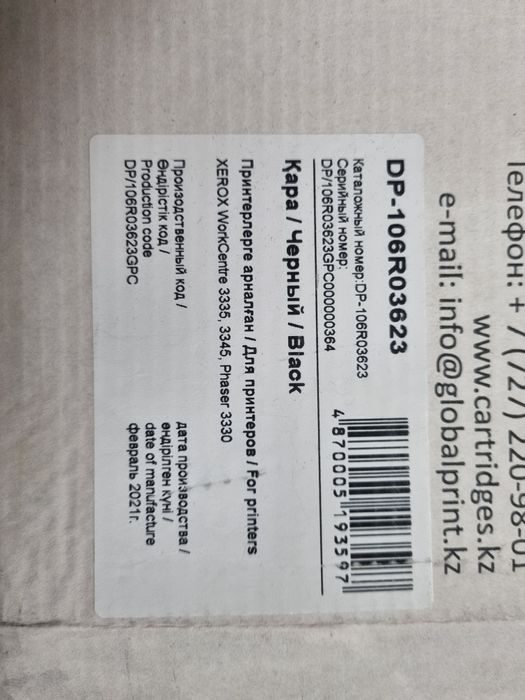 Телефон: + 7 (727) 220-98-01
www.cartridges.kz
e-mail: info@globalprint.kz
DP-106R03623
Каталожный номер:DP-106R03623
Серийный номер:
DP/106R03623GPC000000364
4 870005 193597
Қара / Черный / Black
Принтерлерге арналған / Для принтеров / For printers
XEROX WorkCentre 3335, 3345, Phaser 3330
Производственный код /
Өндірістік код /
Production code
DP/106R03623GPC
дата производства /
өндірілген күні /
date of manufacture
февраль 2021г.